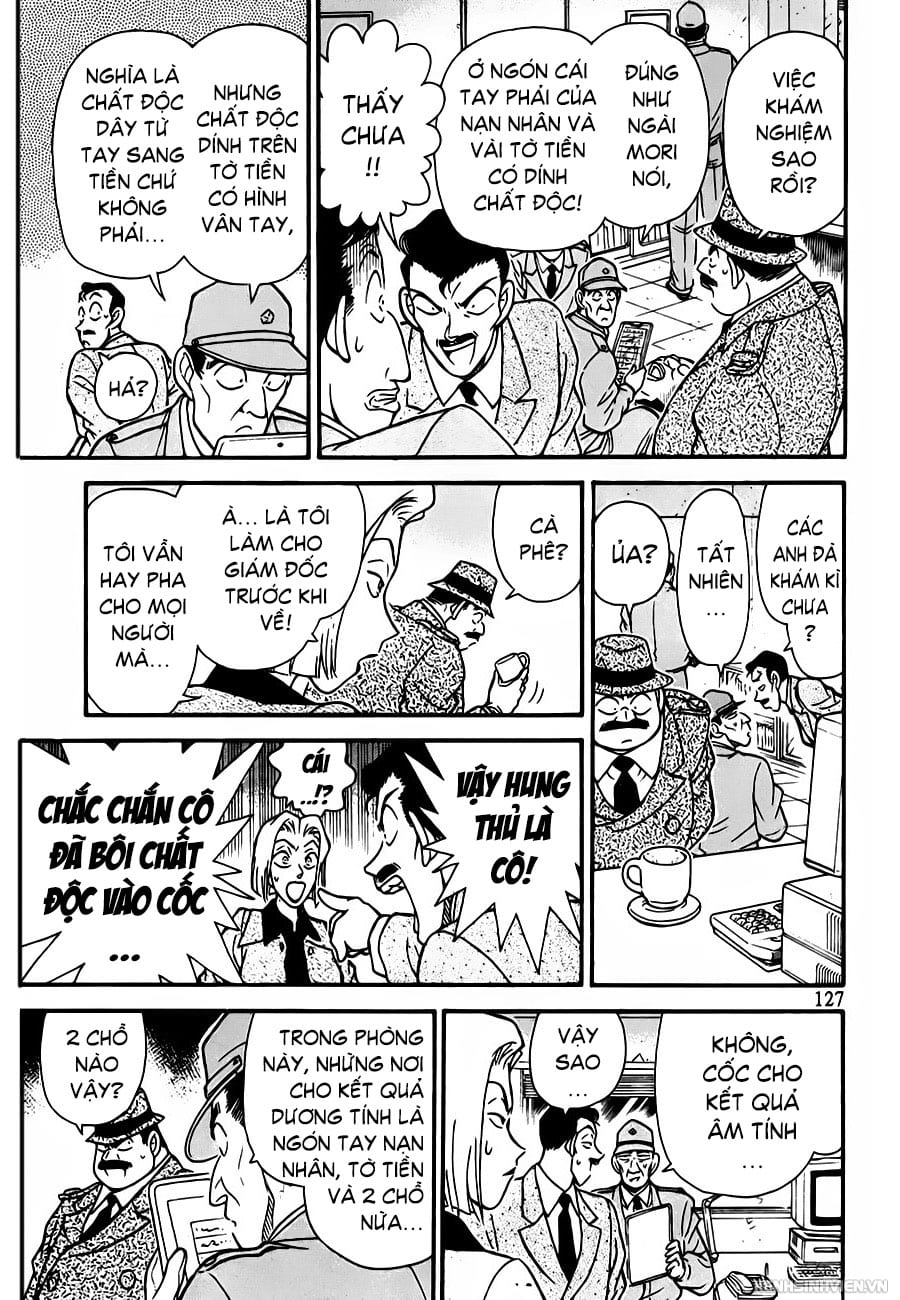 VIỆC
KHÁM
NGHIỆM
SAO
RỒI?
ĐÚNG
NHƯ
NGÀI
MORI
NÓI,
Ở NGÓN CÁI
TAY PHẢI CỦA
NẠN NHÂN VÀ
VÀI TỜ TIỀN
CÓ DÍNH
CHẤT ĐỘC!
THẤY
CHƯA
!!
NHƯNG
CHẤT ĐỘC
DÍNH TRÊN
TỜ TIỀN
CÓ HÌNH
VÂN TAY,
NGHĨA LÀ
CHẤT ĐỘC
DÂY TỪ
TAY SANG
TIỀN CHỨ
KHÔNG
PHẢI...
HẢ?
CÁC
ANH ĐÀ
KHÁM KĨ
CHƯA
?
TẤT
NHIÊN
...
ỦA?
CÀ
PHÊ?
À... LÀ TÔI
LÀM CHO
GIÁM ĐỐC
TRƯỚC KHI
VỀ!
TÔI VẪN
HAY PHA
CHO MỌI
NGƯỜI
MÀ...
VẬY HUNG
THỦ LÀ
CÔ!
CÁI
...!?
CHẮC CHẮN CÔ
ĐÃ BÔI CHẤT
ĐỘC VÀO CỐC
...
127
KHÔNG,
CỐC CHO
KẾT QUẢ
ÂM TÍNH
...
VẬY
SAO
...
TRONG PHÒNG
NÀY, NHỮNG NƠI
CHO KẾT QUẢ
DƯƠNG TÍNH LÀ
NGÓN TAY NẠN
NHÂN, TỜ TIỀN
VÀ 2 CHỖ
NỮA...
2 CHỖ
NÀO
VẬY?